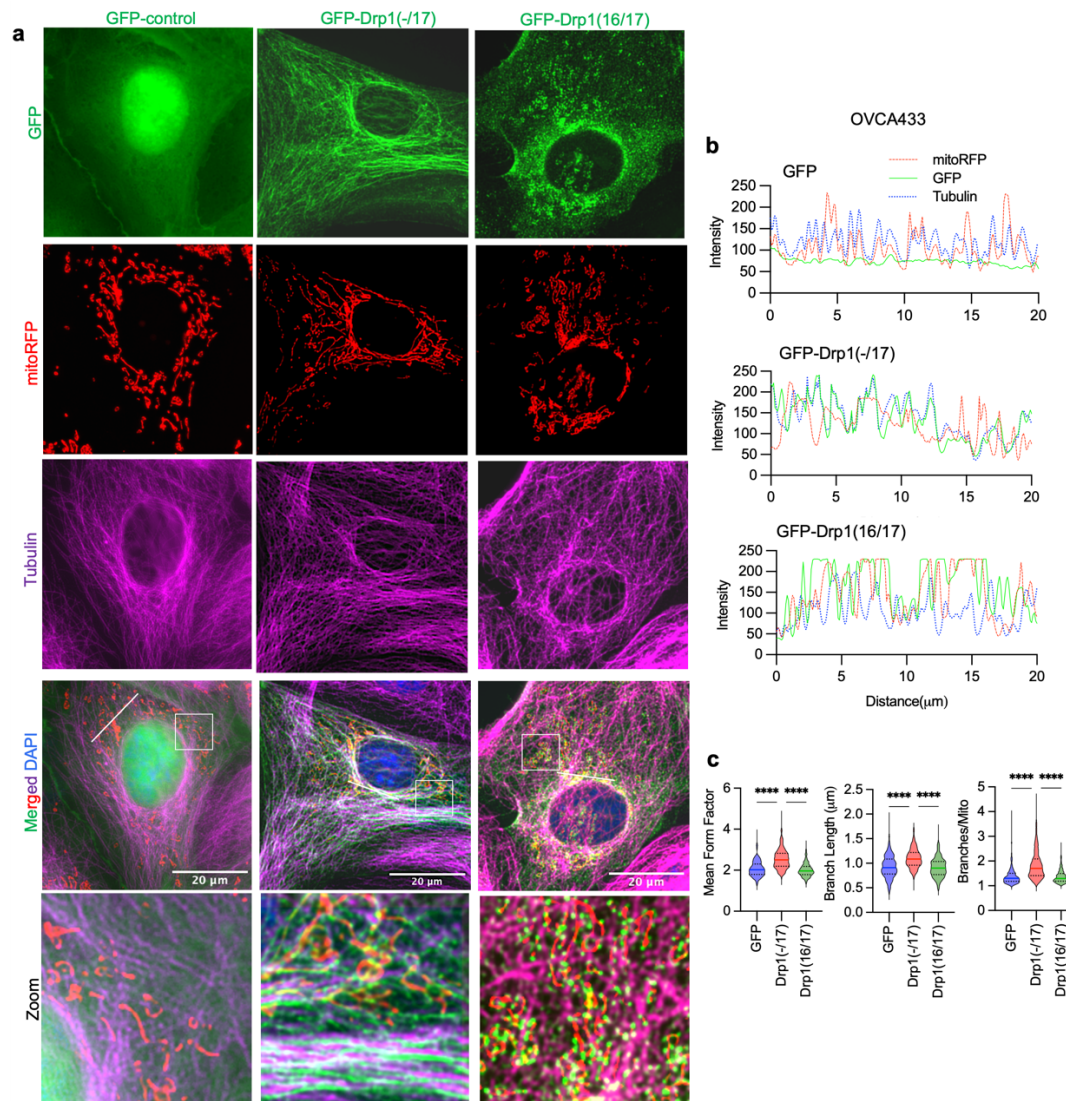 GFP-control GFP-Drp1(-/17) GFP-Drp1(16/17)
a
GFP
mitoRFP
Tubulin
Merged DAPI
20 µm 20 µm 20 µm
Zoom
OVCA433
b
GFP
mitoRFP
GFP
Tubulin
Intensity
250
200
150
100
50
0 5 10 15 20
GFP-Drp1(-/17)
Intensity
250
200
150
100
50
0 5 10 15 20
GFP-Drp1(16/17)
Intensity
250
200
150
100
50
0 5 10 15 20
Distance(µm)
c
Mean Form Factor
6
4
2
0
**** ****
GFP
Drp1(-/17)
Drp1(16/17)
Branch Length (µm)
2.5
2.0
1.5
1.0
0.5
0.0
**** ****
GFP
Drp1(-/17)
Drp1(16/17)
Branches/Mito
5
4
3
2
1
**** ****
GFP
Drp1(-/17)
Drp1(16/17)